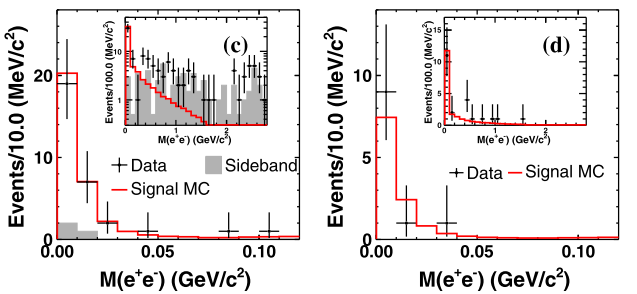 Events/10.0 (MeV/c²)
20
10
0
0.00
0.05
0.10
M(e⁺e⁻) (GeV/c²)
Data
Sideband
Signal MC
(c)
Events/100.0 (MeV/c²)
10
1
0
1
2
M(e⁺e⁻) (GeV/c²)
Events/10.0 (MeV/c²)
10
5
0
0.00
0.05
0.10
M(e⁺e⁻) (GeV/c²)
Data
Signal MC
(d)
Events/100.0 (MeV/c²)
15
10
5
0
0
2
M(e⁺e⁻) (GeV/c²)